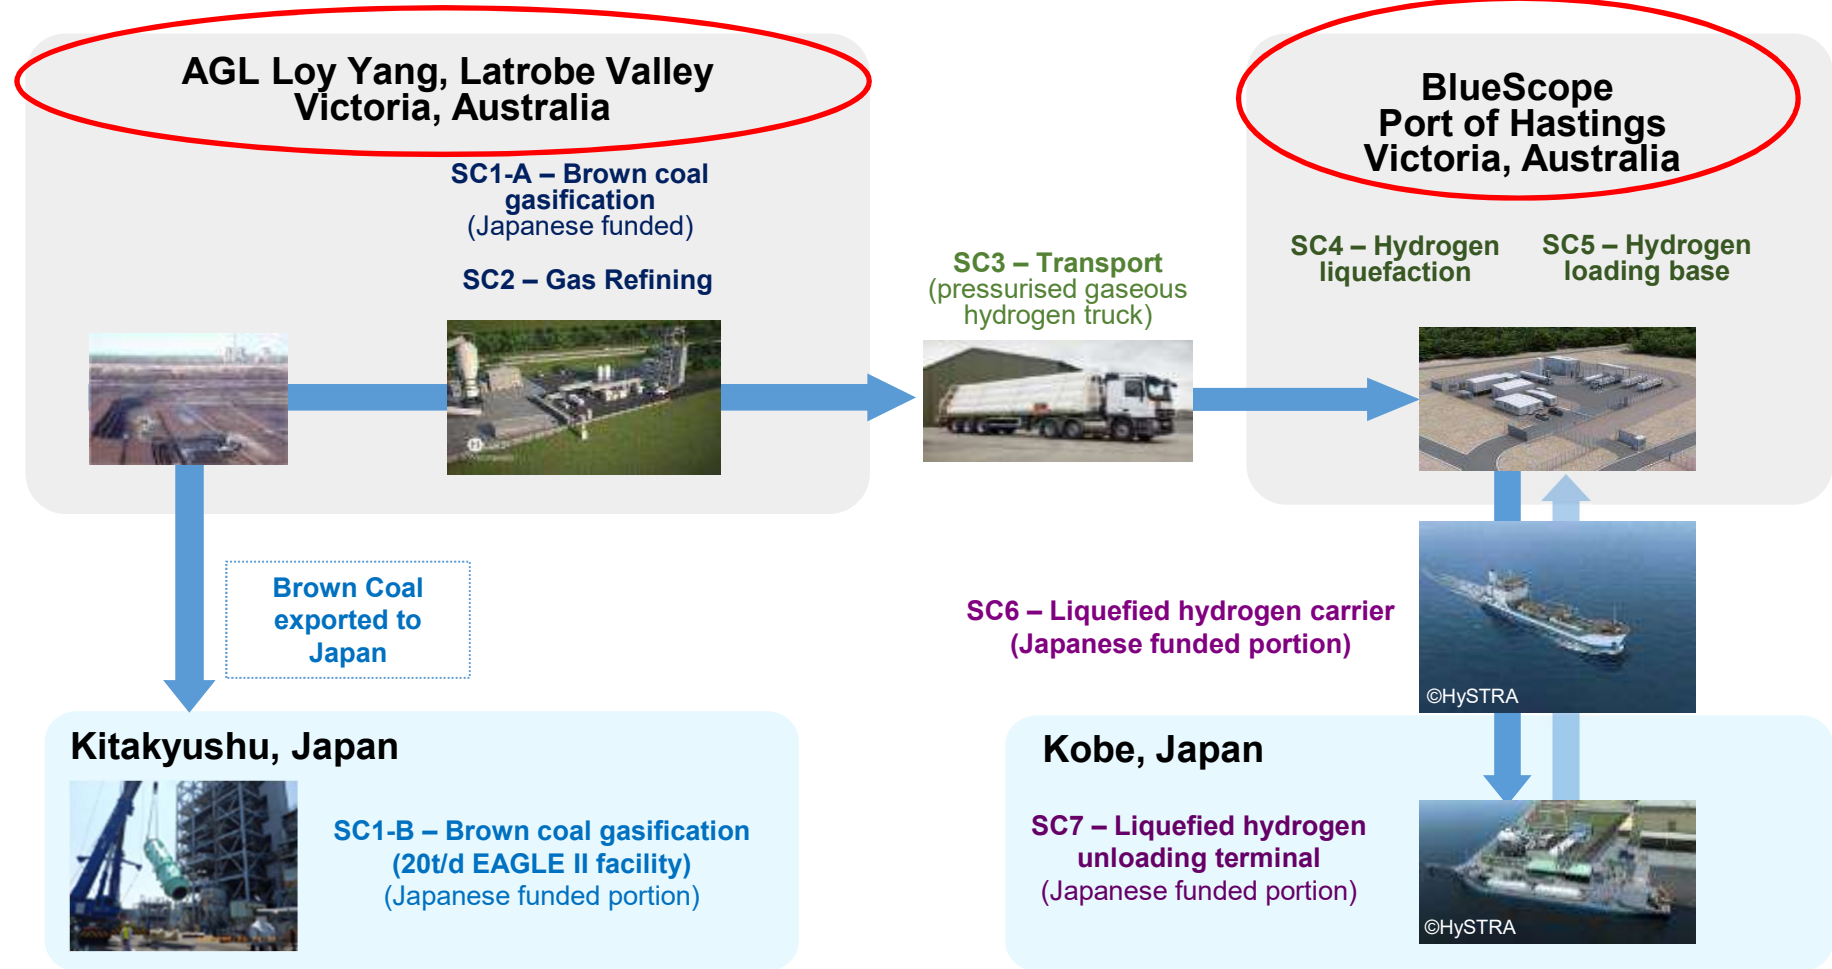 AGL Loy Yang, Latrobe Valley
Victoria, Australia
SC1-A – Brown coal
gasification
(Japanese funded)
SC2 – Gas Refining
SC3 – Transport
(pressurised gaseous
hydrogen truck)
BlueScope
Port of Hastings
Victoria, Australia
SC4 – Hydrogen
liquefaction
SC5 – Hydrogen
loading base
Brown Coal
exported to
Japan
SC6 – Liquefied hydrogen carrier
(Japanese funded portion)
©HySTRA
Kitakyushu, Japan
SC1-B – Brown coal gasification
(20t/d EAGLE II facility)
(Japanese funded portion)
Kobe, Japan
SC7 – Liquefied hydrogen
unloading terminal
(Japanese funded portion)
©HySTRA